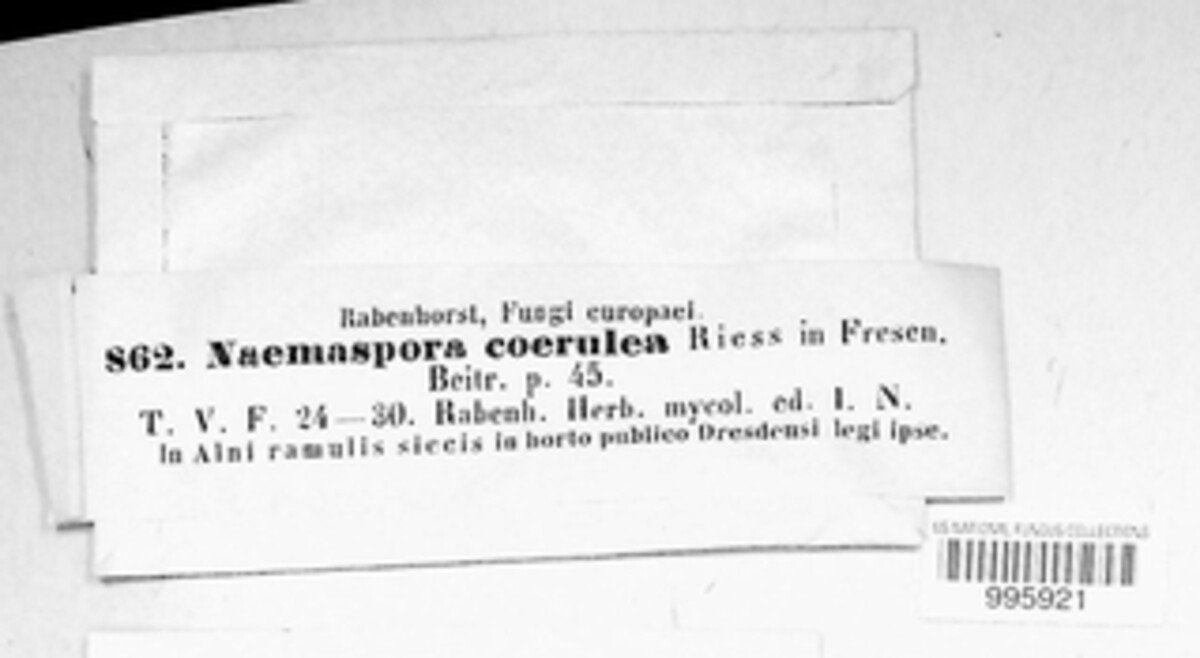 Rabenhorst, Fungi europaei.
862. Naemaspora coerulea Riess in Fresen.
Beitr. p. 45.
T. V. F. 24—30. Rabenh. Herb. mycol. ed. I. N.
In Alni ramulis siccis in horto publico Dresdensi legi ipse.
US NATIONAL FUNGUS COLLECTIONS
995921